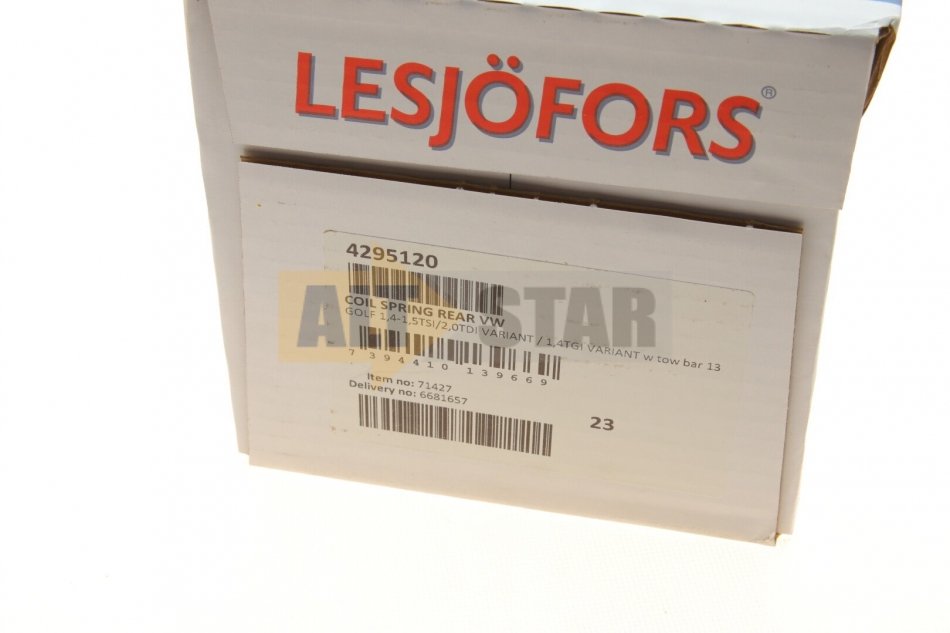 LESJÖFORS®
4295120
COIL SPRING REAR VW
GOLF 1,4-1,5TSI/2,0TDI VARIANT / 1,4TGI VARIANT w tow bar 13
7 394410 139669
Item no: 71427
Delivery no: 6681657
23
STAR